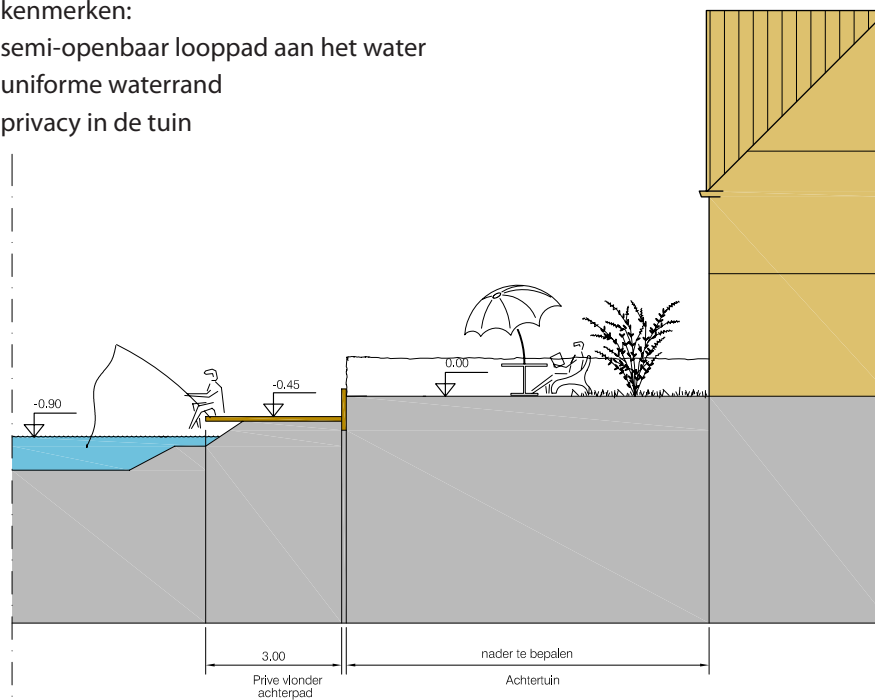 kenmerken:
semi-openbaar looppad aan het water
uniforme waterrand
privacy in de tuin
0.00
-0.45
-0.90
3.00
nader te bepalen
Prive vlonder
achterpad
Achtertuin